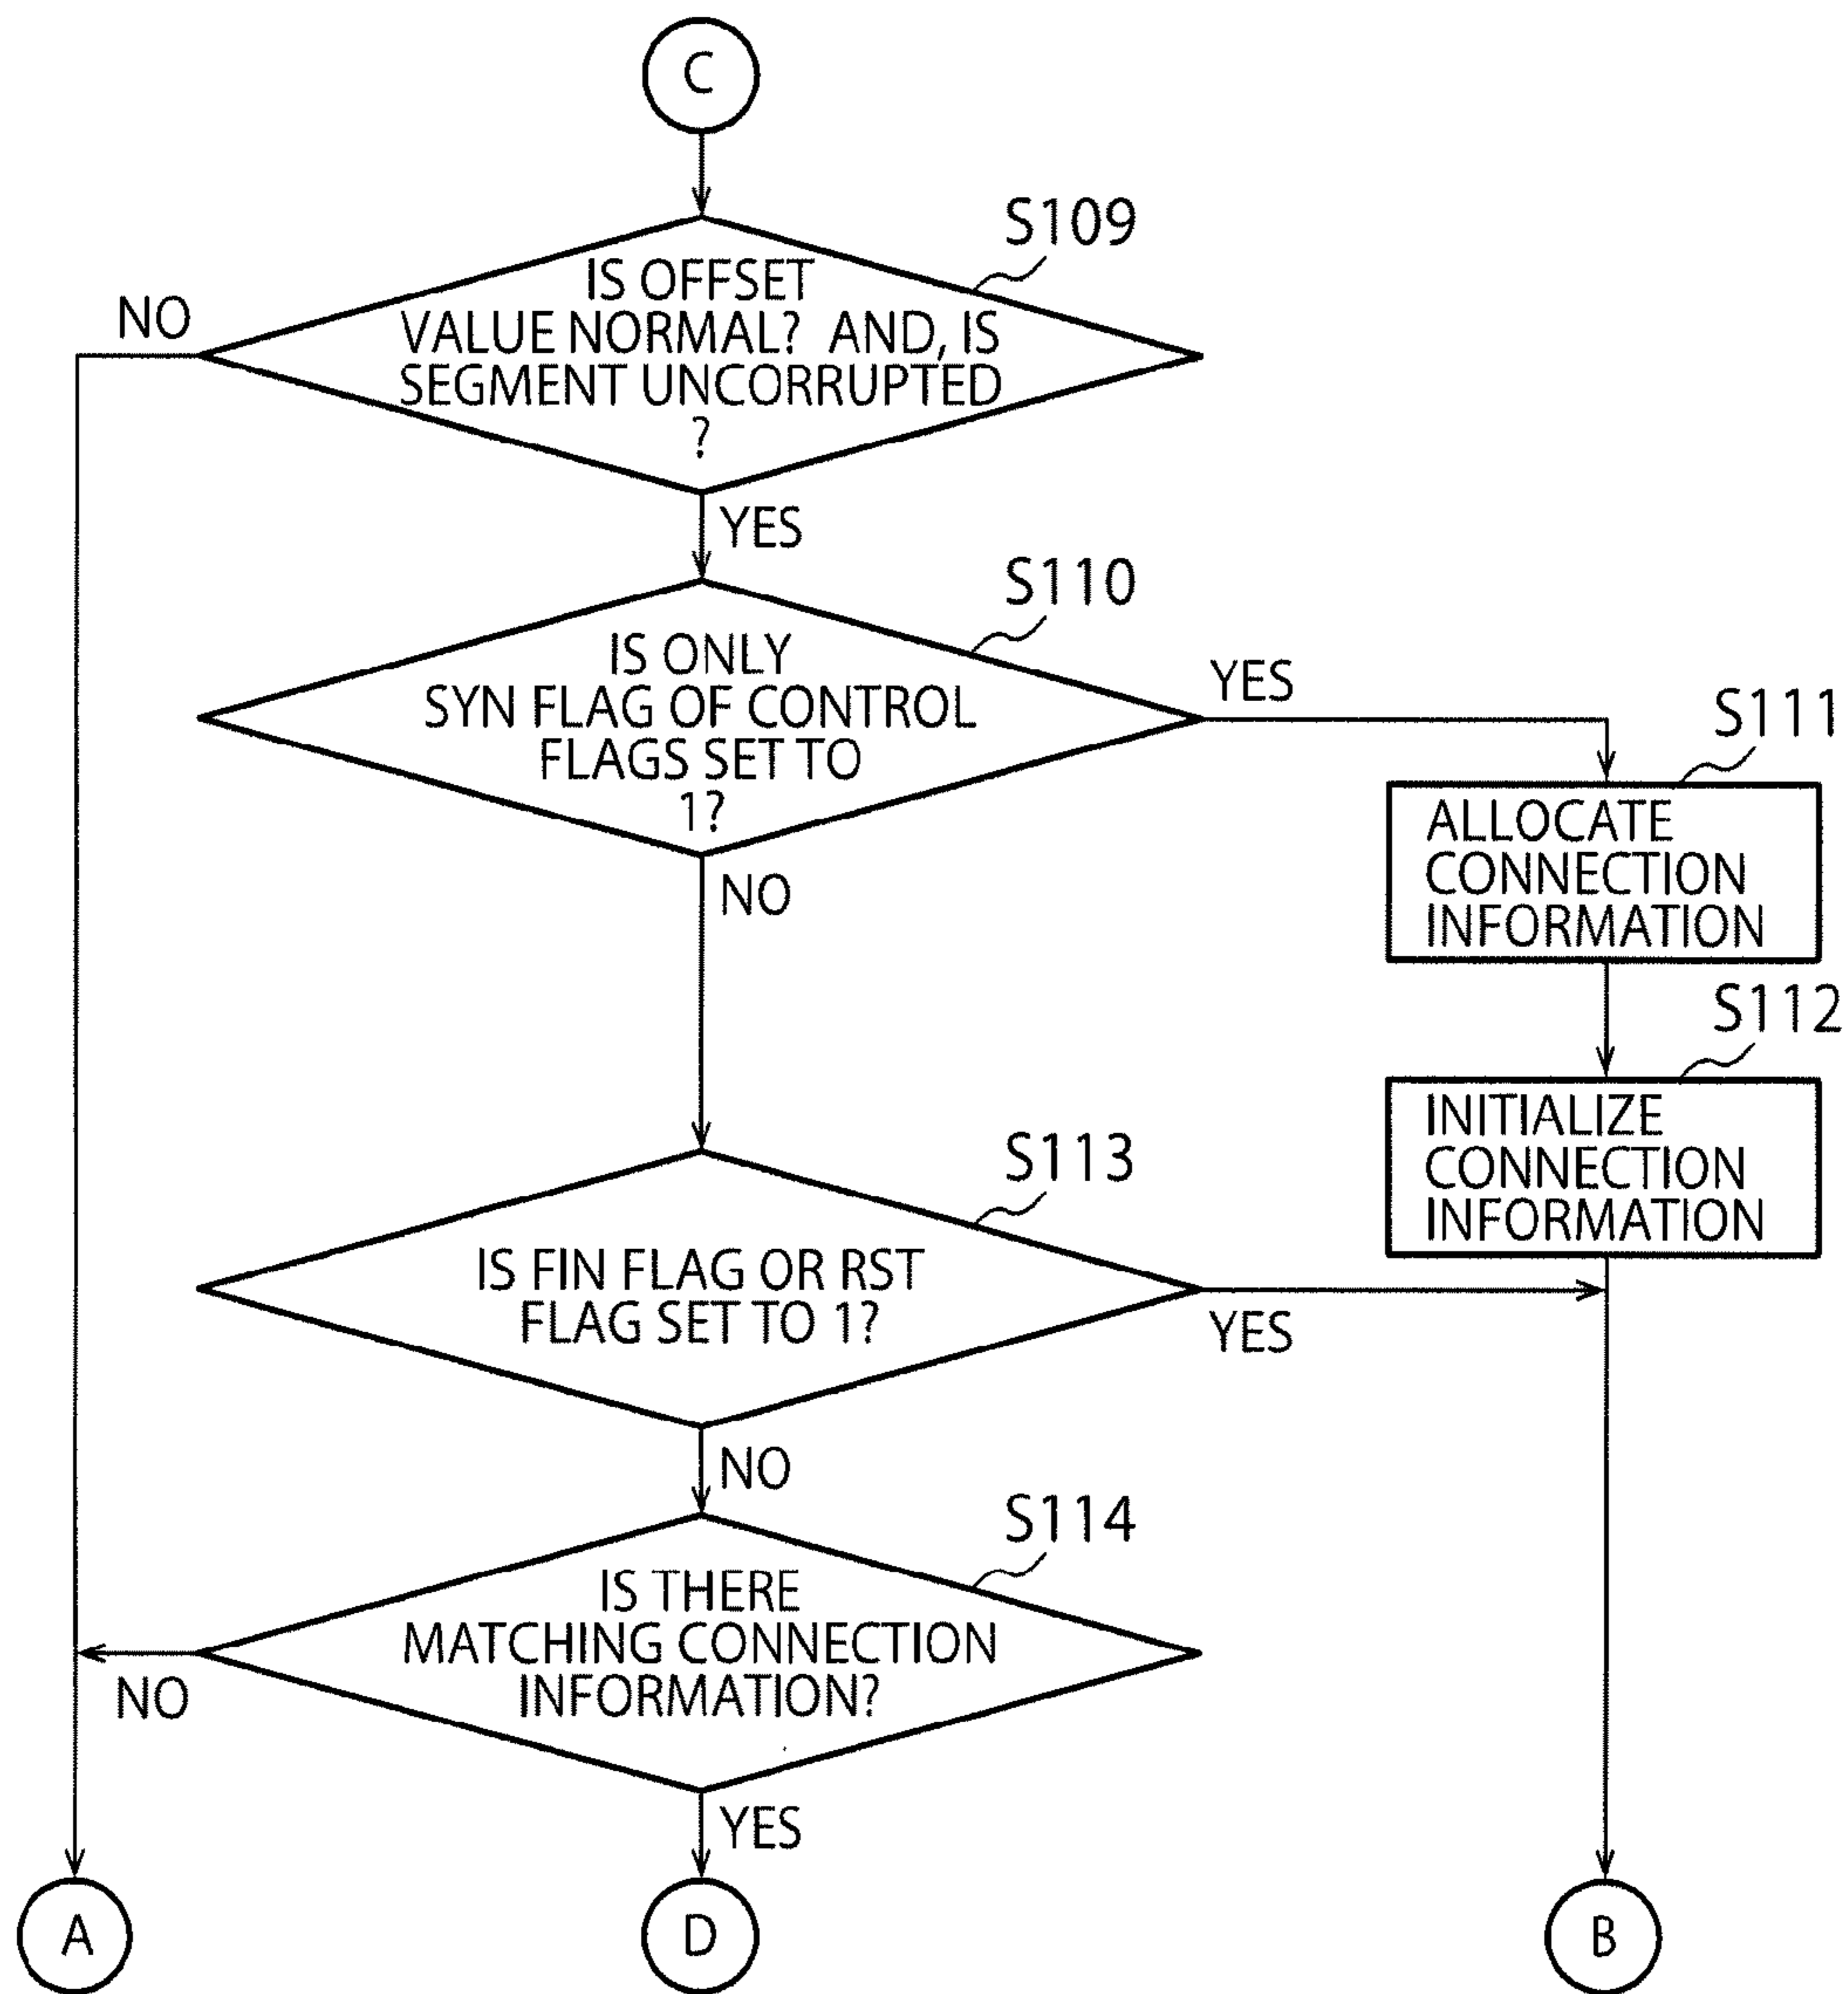 C
S109
IS OFFSET
VALUE NORMAL? AND, IS
SEGMENT UNCORRUPTED
?
NO
YES
S110
IS ONLY
SYN FLAG OF CONTROL
FLAGS SET TO
1?
YES
NO
S111
ALLOCATE
CONNECTION
INFORMATION
S112
INITIALIZE
CONNECTION
INFORMATION
S113
IS FIN FLAG OR RST
FLAG SET TO 1?
YES
NO
S114
IS THERE
MATCHING CONNECTION
INFORMATION?
NO
YES
A
D
B